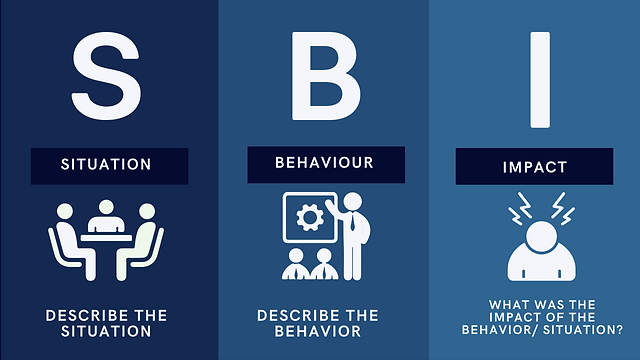 S
SITUATION
DESCRIBE THE
SITUATION
B
BEHAVIOUR
DESCRIBE THE
BEHAVIOR
I
IMPACT
WHAT WAS THE
IMPACT OF THE
BEHAVIOR/ SITUATION?